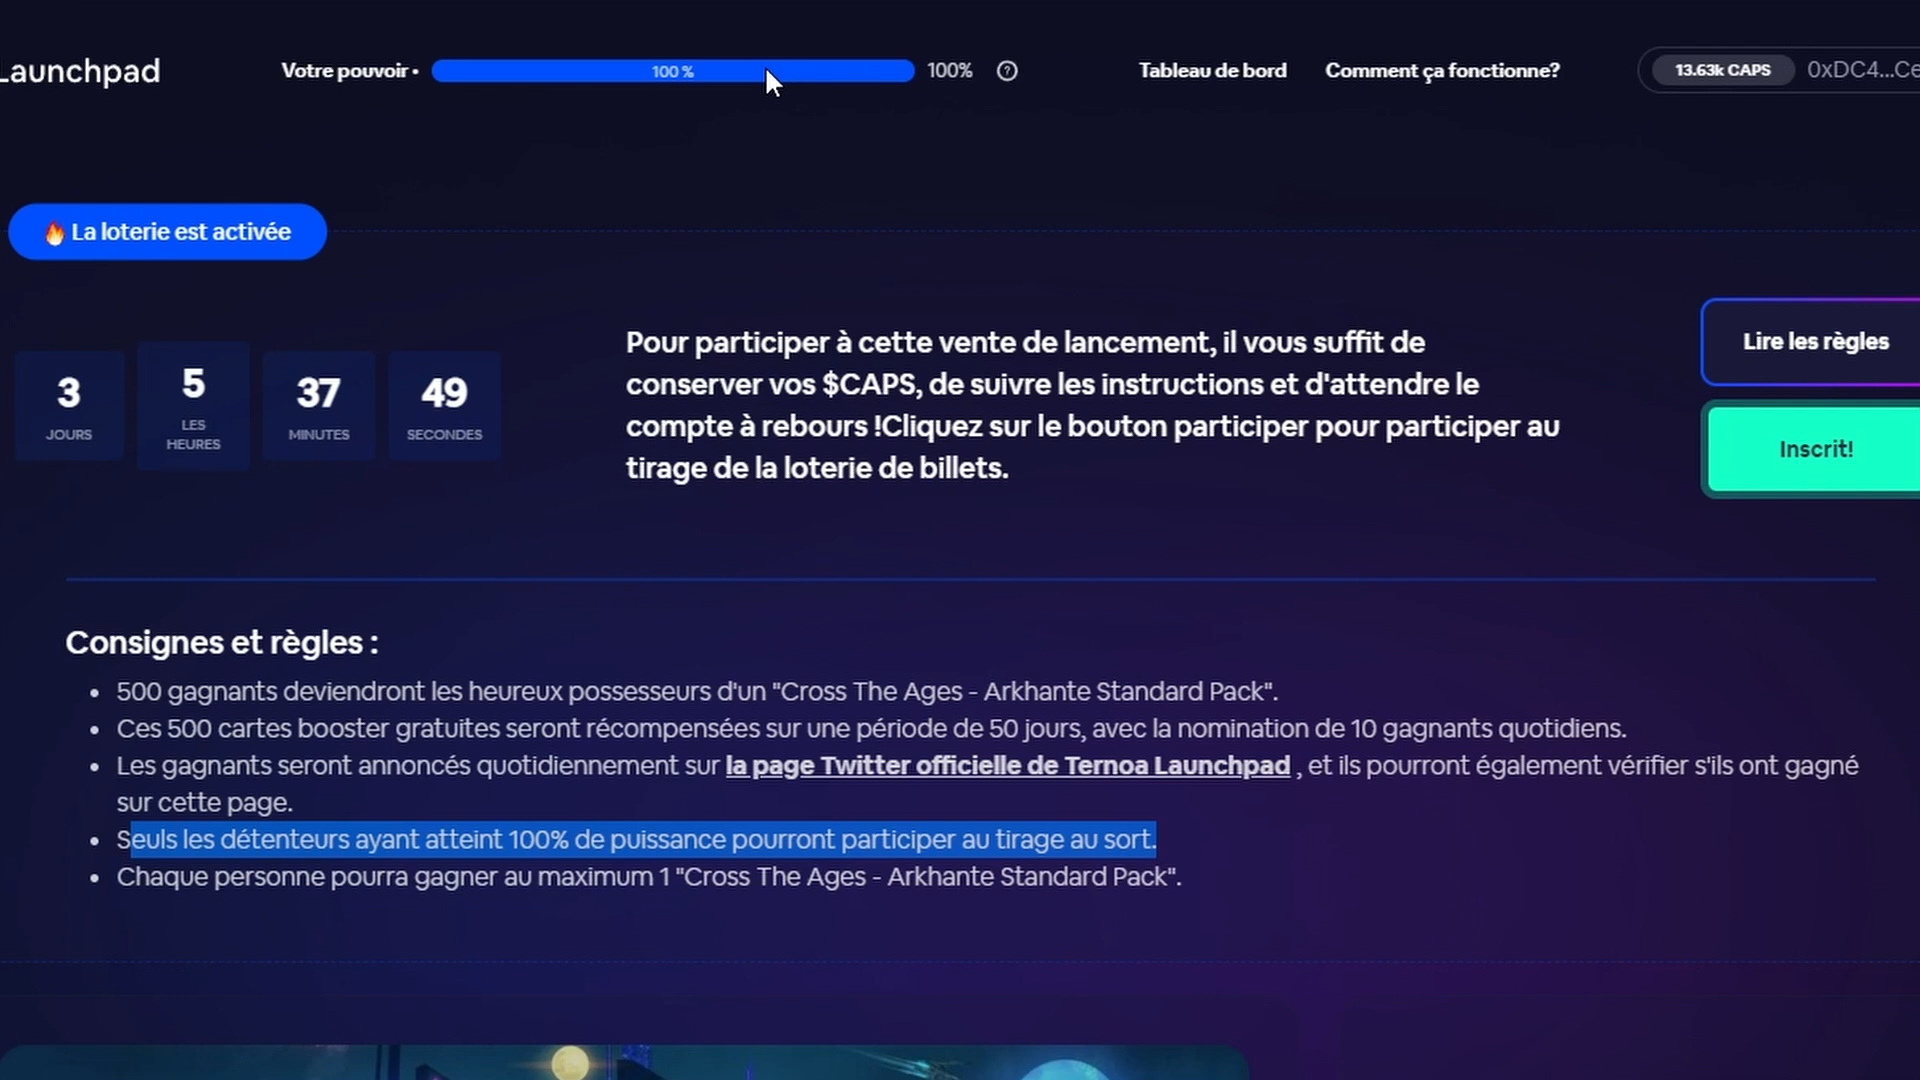 Launchpad
Votre pouvoir •
100 %
100%
?
Tableau de bord
Comment ça fonctionne?
13.63k CAPS
0xDC4...Ce
🔥 La loterie est activée
3
JOURS
5
LES
HEURES
37
MINUTES
49
SECONDES
Pour participer à cette vente de lancement, il vous suffit de
conserver vos $CAPS, de suivre les instructions et d'attendre le
compte à rebours !Cliquez sur le bouton participer pour participer au
tirage de la loterie de billets.
Lire les règles
Inscrit!
Consignes et règles :
• 500 gagnants deviendront les heureux possesseurs d'un "Cross The Ages - Arkhante Standard Pack".
• Ces 500 cartes booster gratuites seront récompensées sur une période de 50 jours, avec la nomination de 10 gagnants quotidiens.
• Les gagnants seront annoncés quotidiennement sur la page Twitter officielle de Ternoa Launchpad , et ils pourront également vérifier s'ils ont gagné
sur cette page.
• Seuls les détenteurs ayant atteint 100% de puissance pourront participer au tirage au sort.
• Chaque personne pourra gagner au maximum 1 "Cross The Ages - Arkhante Standard Pack".